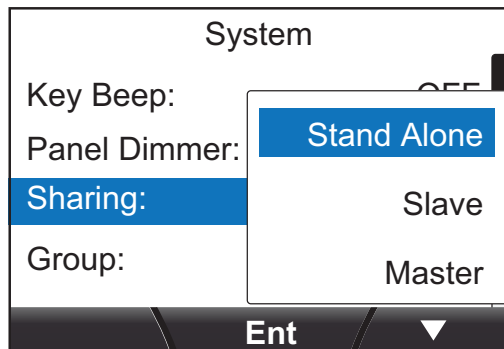 System
Key Beep:
Panel Dimmer:
Sharing:
Group:
Stand Alone
Slave
Master
Ent